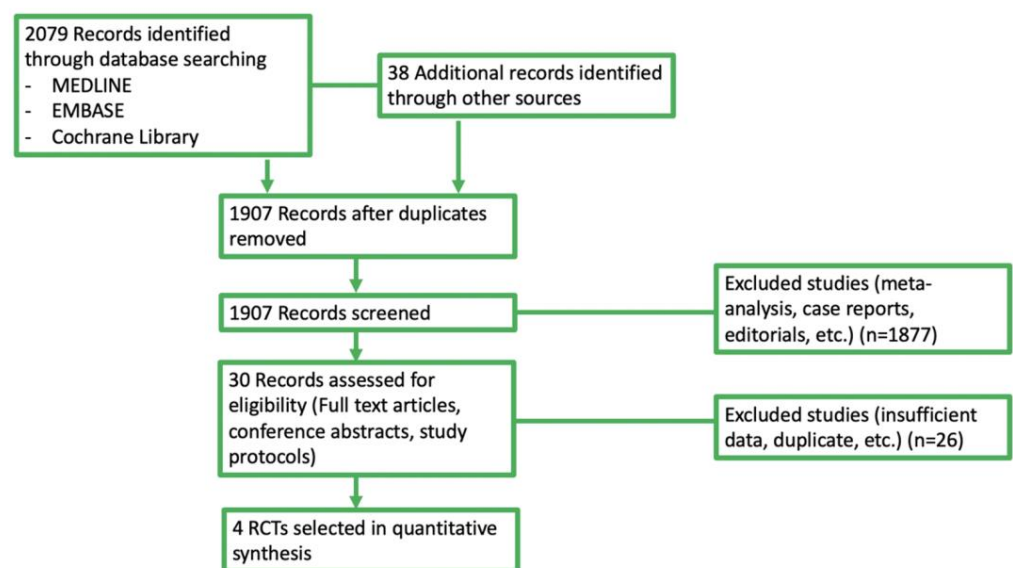 2079 Records identified
through database searching
- MEDLINE
- EMBASE
- Cochrane Library
38 Additional records identified
through other sources
1907 Records after duplicates
removed
1907 Records screened
Excluded studies (meta-
analysis, case reports,
editorials, etc.) (n=1877)
30 Records assessed for
eligibility (Full text articles,
conference abstracts, study
protocols)
Excluded studies (insufficient
data, duplicate, etc.) (n=26)
4 RCTs selected in quantitative
synthesis